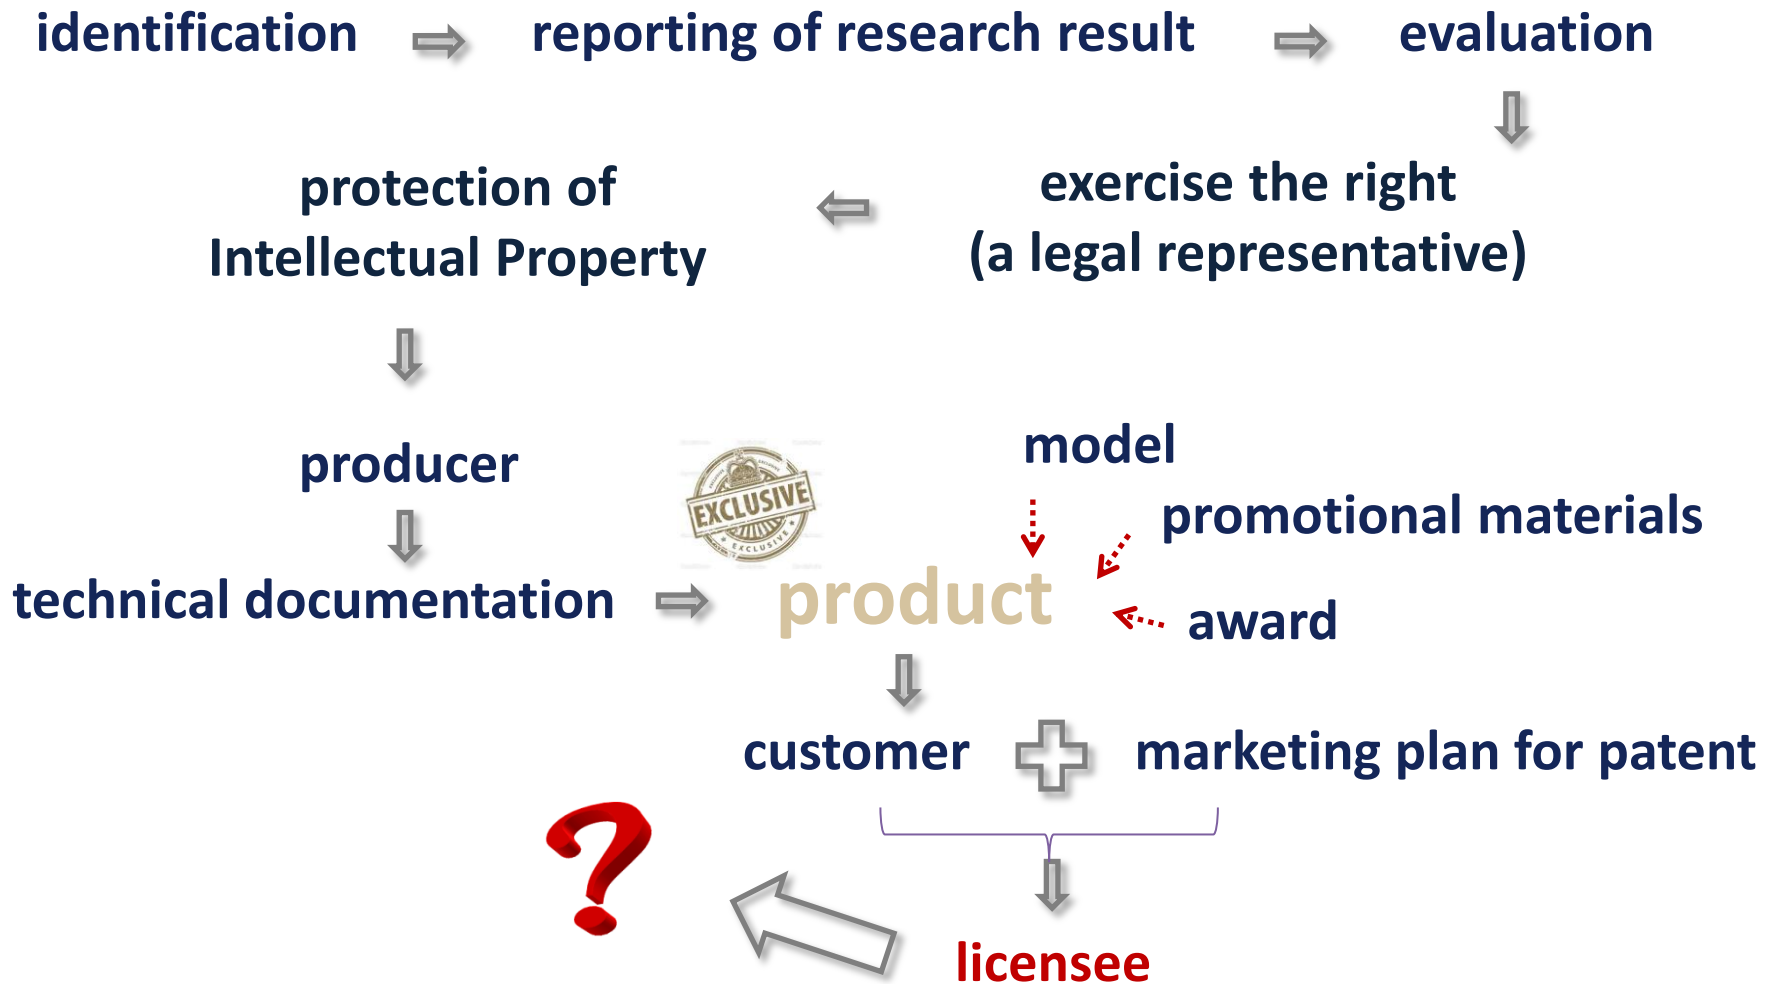 identification
reporting of research result
evaluation
protection of
Intellectual Property
exercise the right
(a legal representative)
producer
EXCLUSIVE
EXCLUSIVE
model
promotional materials
technical documentation
product
award
customer
marketing plan for patent
?
licensee